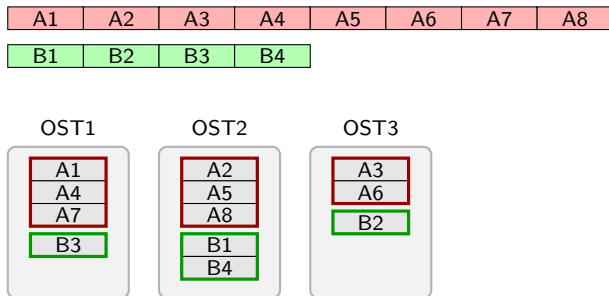 A1 A2 A3 A4 A5 A6 A7 A8
B1 B2 B3 B4
OST1 OST2 OST3
A1 A2 A3
A4 A5 A6
A7 A8
B3 B1 B2
B4